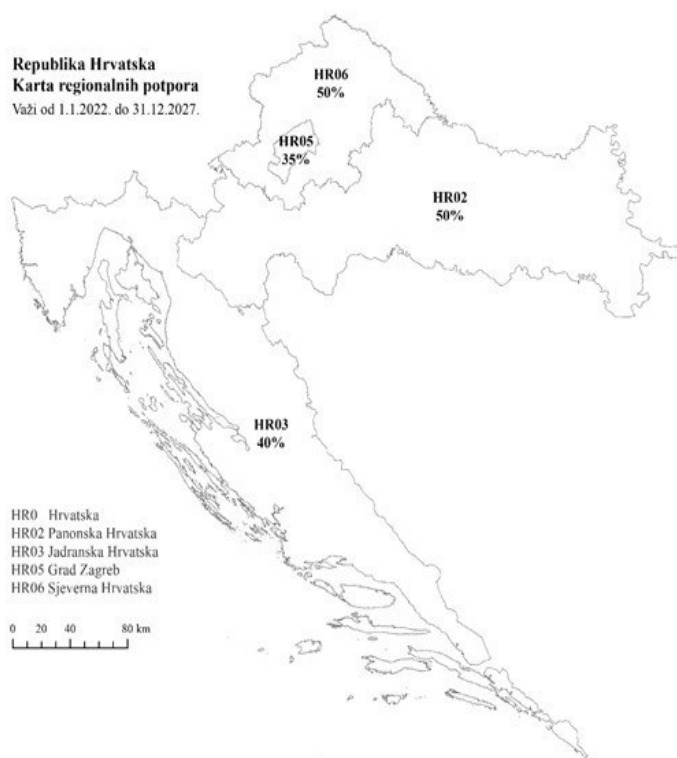 Republika Hrvatska
Karta regionalnih potpora
Važi od 1.1.2022. do 31.12.2027.
HR06
50%
HR05
35%
HR02
50%
HR03
40%
HR0 Hrvatska
HR02 Panonska Hrvatska
HR03 Jadranska Hrvatska
HR05 Grad Zagreb
HR06 Sjeverna Hrvatska
0 20 40 80 km